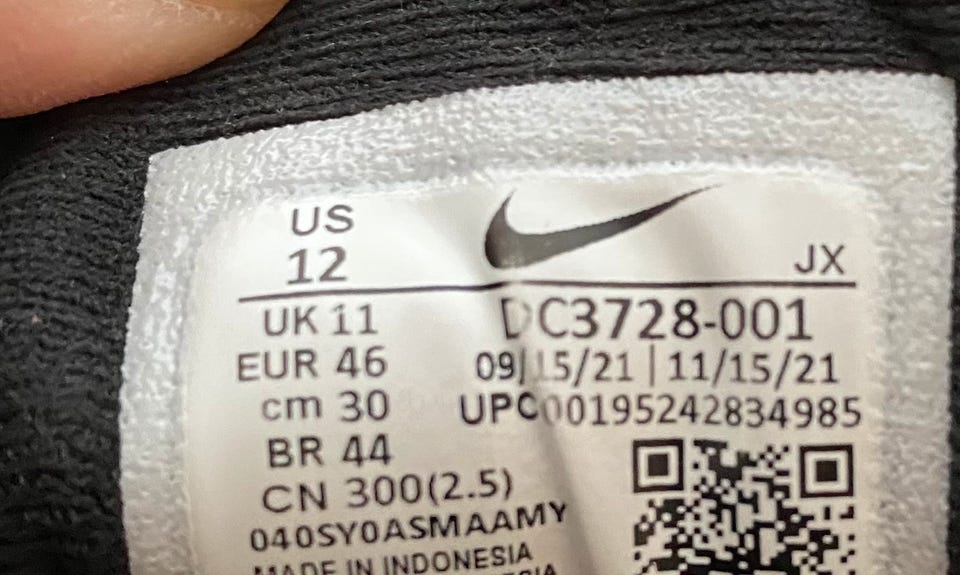 US
12
JX
UK 11
DC3728-001
EUR 46
09/15/21 | 11/15/21
cm 30
UPC00195242834985
BR 44
CN 300(2.5)
040SY0ASMAAMY
MADE IN INDONESIA